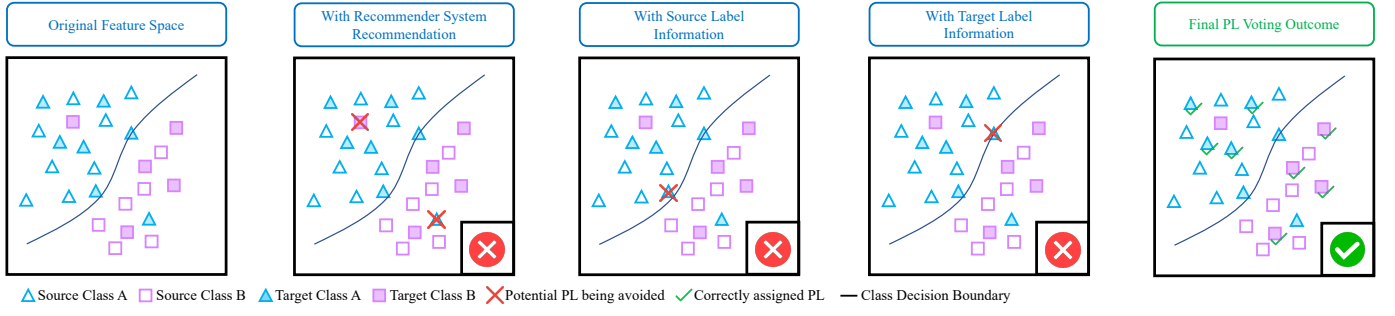 Original Feature Space
With Recommender System
Recommendation
With Source Label
Information
With Target Label
Information
Final PL Voting Outcome
Source Class A Source Class B Target Class A Target Class B Potential PL being avoided Correctly assigned PL Class Decision Boundary